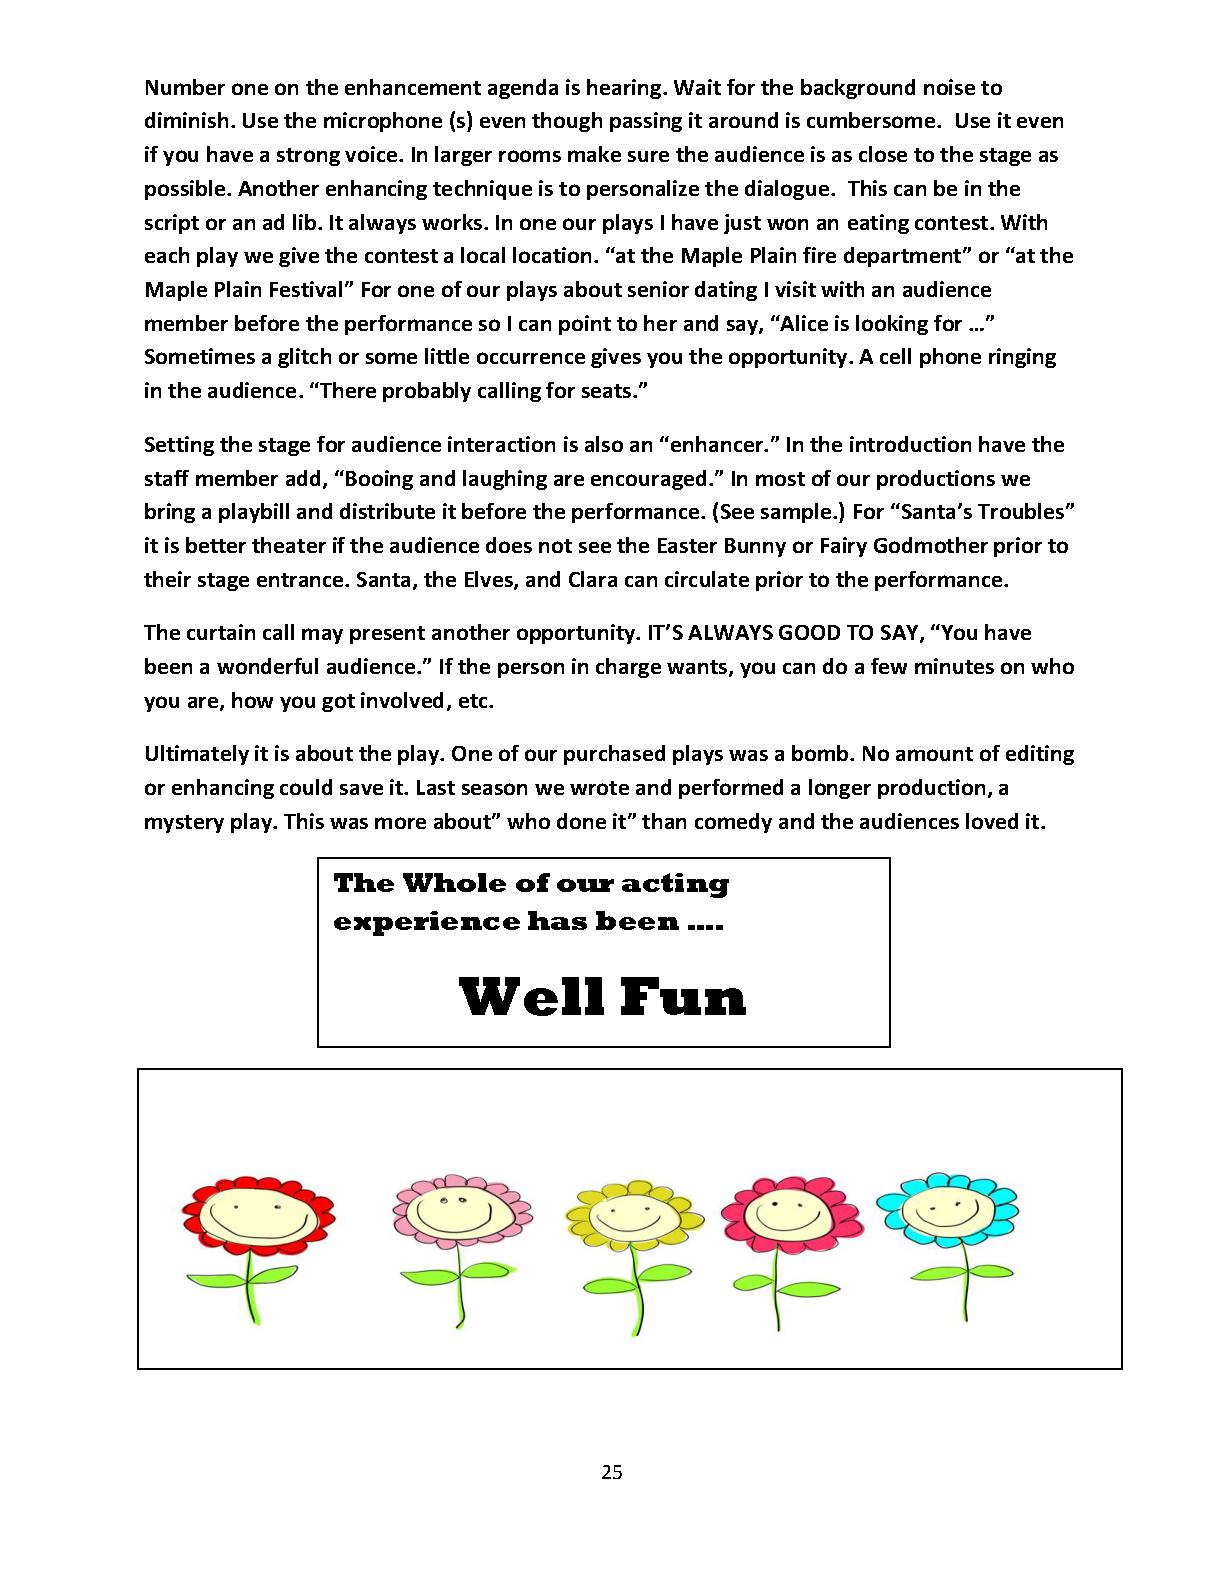 Number one on the enhancement agenda is hearing. Wait for the background noise to
diminish. Use the microphone (s) even though passing it around is cumbersome.  Use it even
if you have a strong voice. In larger rooms make sure the audience is as close to the stage as
possible. Another enhancing technique is to personalize the dialogue.  This can be in the
script or an ad lib. It always works. In one our plays I have just won an eating contest. With
each play we give the contest a local location. “at the Maple Plain fire department” or “at the
Maple Plain Festival” For one of our plays about senior dating I visit with an audience
member before the performance so I can point to her and say, “Alice is looking for …”
Sometimes a glitch or some little occurrence gives you the opportunity. A cell phone ringing
in the audience. “There probably calling for seats.”
Setting the stage for audience interaction is also an “enhancer.” In the introduction have the
staff member add, “Booing and laughing are encouraged.” In most of our productions we
bring a playbill and distribute it before the performance. (See sample.) For “Santa’s Troubles”
it is better theater if the audience does not see the Easter Bunny or Fairy Godmother prior to
their stage entrance. Santa, the Elves, and Clara can circulate prior to the performance.
The curtain call may present another opportunity. IT’S ALWAYS GOOD TO SAY, “You have
been a wonderful audience.” If the person in charge wants, you can do a few minutes on who
you are, how you got involved, etc.
Ultimately it is about the play. One of our purchased plays was a bomb. No amount of editing
or enhancing could save it. Last season we wrote and performed a longer production, a
mystery play. This was more about” who done it” than comedy and the audiences loved it.
The Whole of our acting
experience has been ....
Well Fun
25